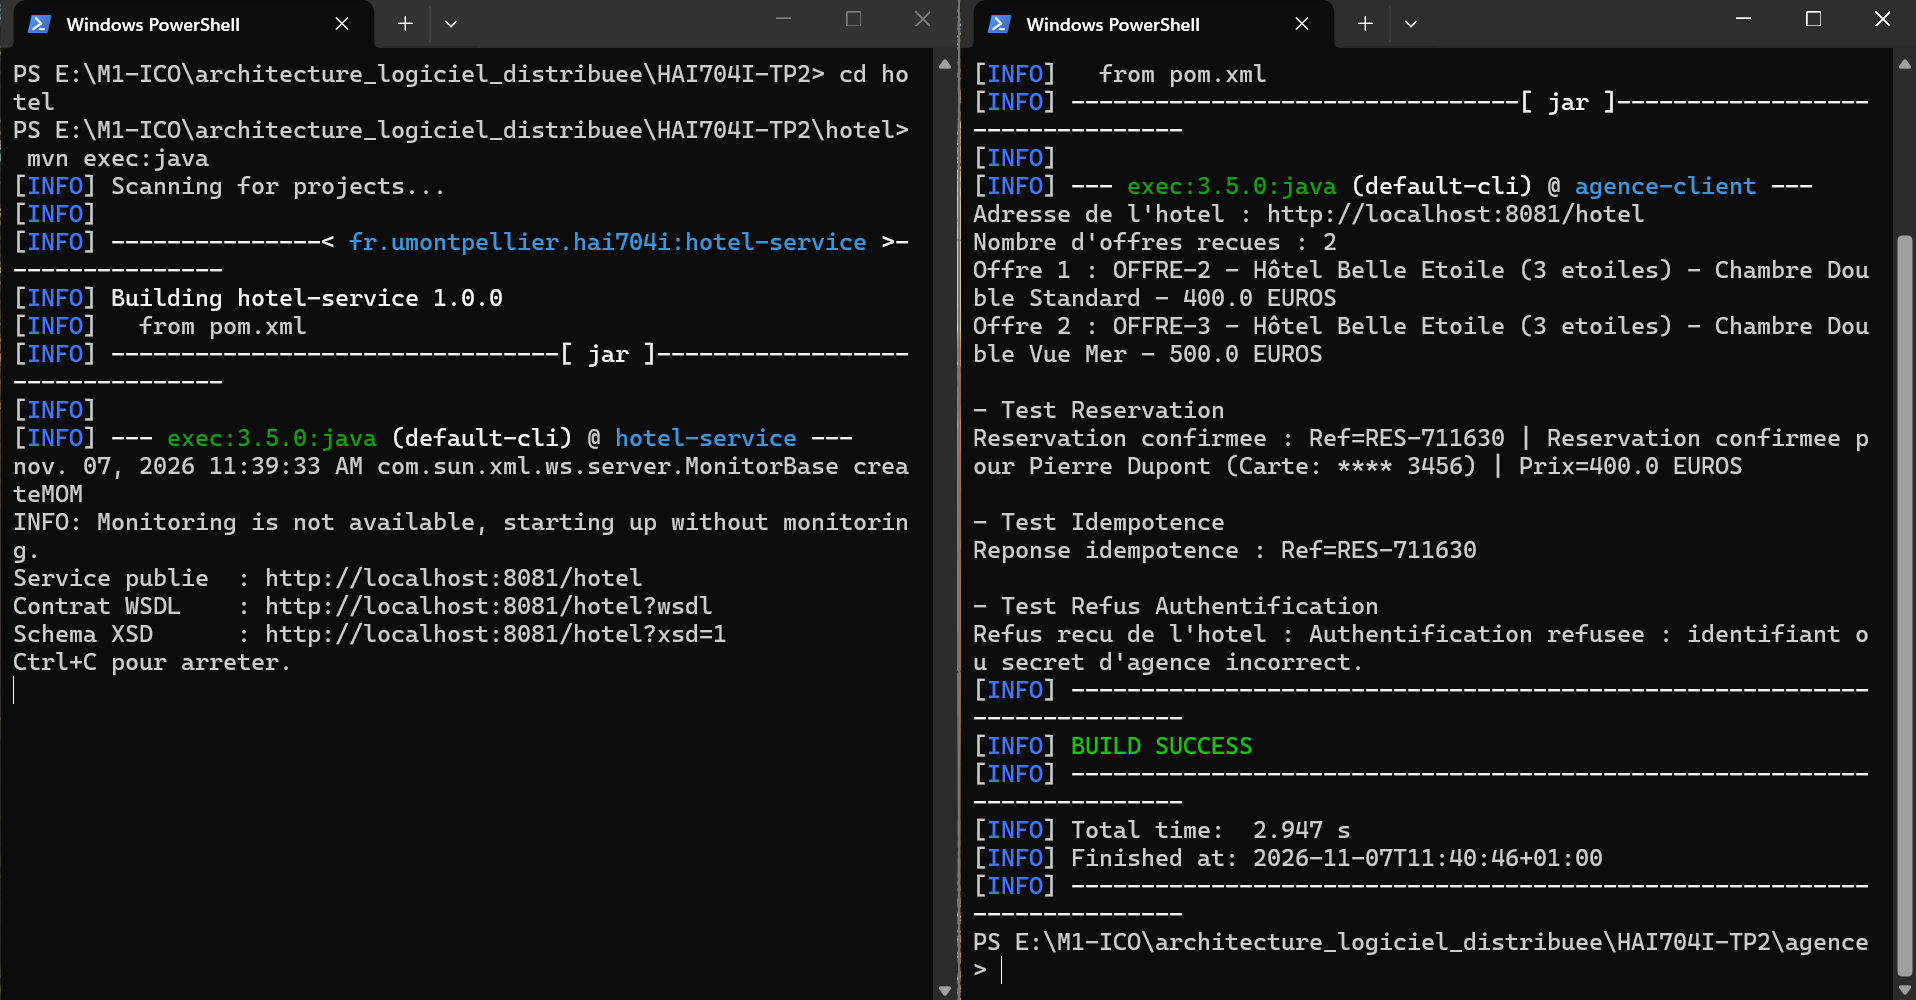 Windows PowerShell
PS E:\M1-ICO\architecture_logiciel_distribuee\HAI704I-TP2> cd ho
tel
PS E:\M1-ICO\architecture_logiciel_distribuee\HAI704I-TP2\hotel>
 mvn exec:java
[INFO] Scanning for projects...
[INFO]
[INFO] ---------------< fr.umontpellier.hai704i:hotel-service >-
---------------
[INFO] Building hotel-service 1.0.0
[INFO]   from pom.xml
[INFO] --------------------------------[ jar ]------------------
---------------
[INFO]
[INFO] --- exec:3.5.0:java (default-cli) @ hotel-service ---
nov. 07, 2026 11:39:33 AM com.sun.xml.ws.server.MonitorBase crea
teMOM
INFO: Monitoring is not available, starting up without monitorin
g.
Service publie  : http://localhost:8081/hotel
Contrat WSDL    : http://localhost:8081/hotel?wsdl
Schema XSD      : http://localhost:8081/hotel?xsd=1
Ctrl+C pour arreter.
Windows PowerShell
[INFO]   from pom.xml
[INFO] --------------------------------[ jar ]------------------
---------------
[INFO]
[INFO] --- exec:3.5.0:java (default-cli) @ agence-client ---
Adresse de l'hotel : http://localhost:8081/hotel
Nombre d'offres recues : 2
Offre 1 : OFFRE-2 - Hôtel Belle Etoile (3 etoiles) - Chambre Dou
ble Standard - 400.0 EUROS
Offre 2 : OFFRE-3 - Hôtel Belle Etoile (3 etoiles) - Chambre Dou
ble Vue Mer - 500.0 EUROS
- Test Reservation
Reservation confirmee : Ref=RES-711630 | Reservation confirmee p
our Pierre Dupont (Carte: **** 3456) | Prix=400.0 EUROS
- Test Idempotence
Reponse idempotence : Ref=RES-711630
- Test Refus Authentification
Refus recu de l'hotel : Authentification refusee : identifiant o
u secret d'agence incorrect.
[INFO] ---------------------------------------------------------
---------------
[INFO] BUILD SUCCESS
[INFO] ---------------------------------------------------------
---------------
[INFO] Total time:  2.947 s
[INFO] Finished at: 2026-11-07T11:40:46+01:00
[INFO] ---------------------------------------------------------
---------------
PS E:\M1-ICO\architecture_logiciel_distribuee\HAI704I-TP2\agence
>